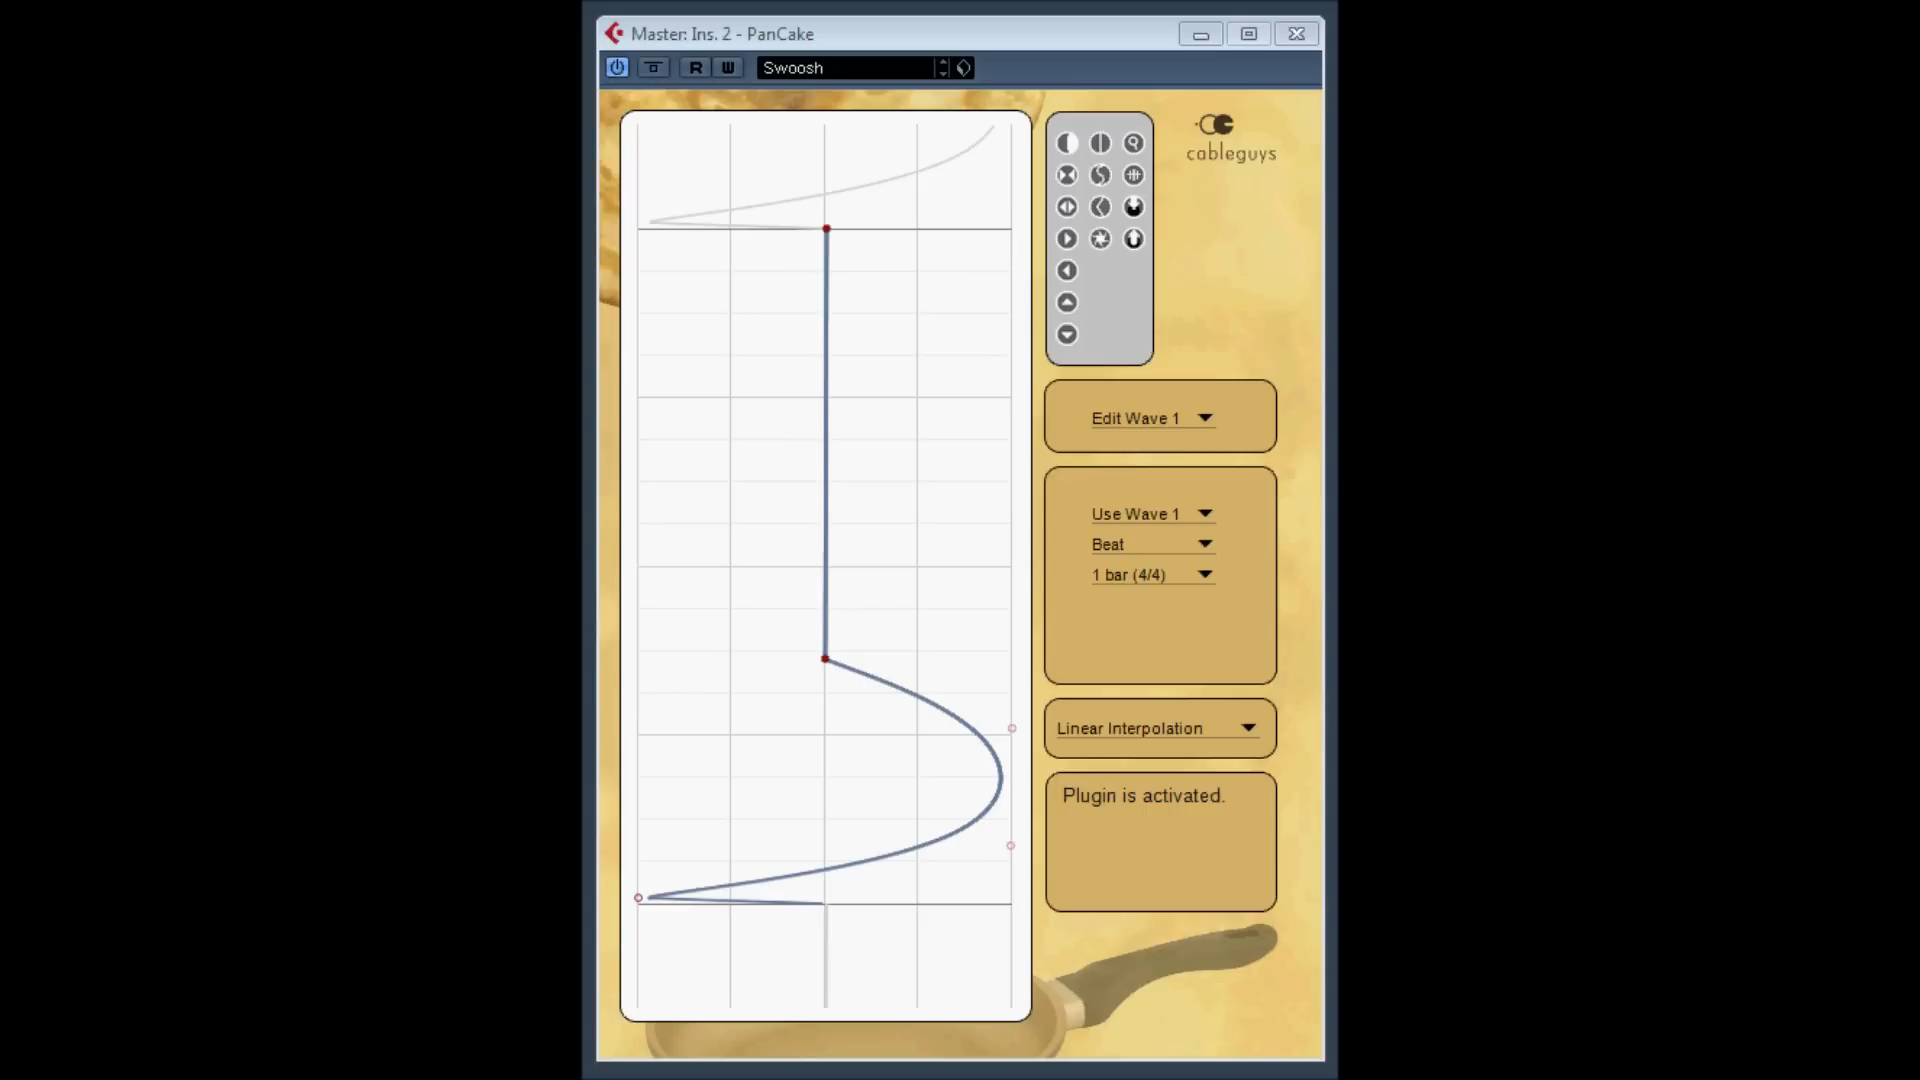 Master: Ins. 2 - PanCake
R W Swoosh
cableguys
Edit Wave 1
Use Wave 1
Beat
1 bar (4/4)
Linear Interpolation
Plugin is activated.